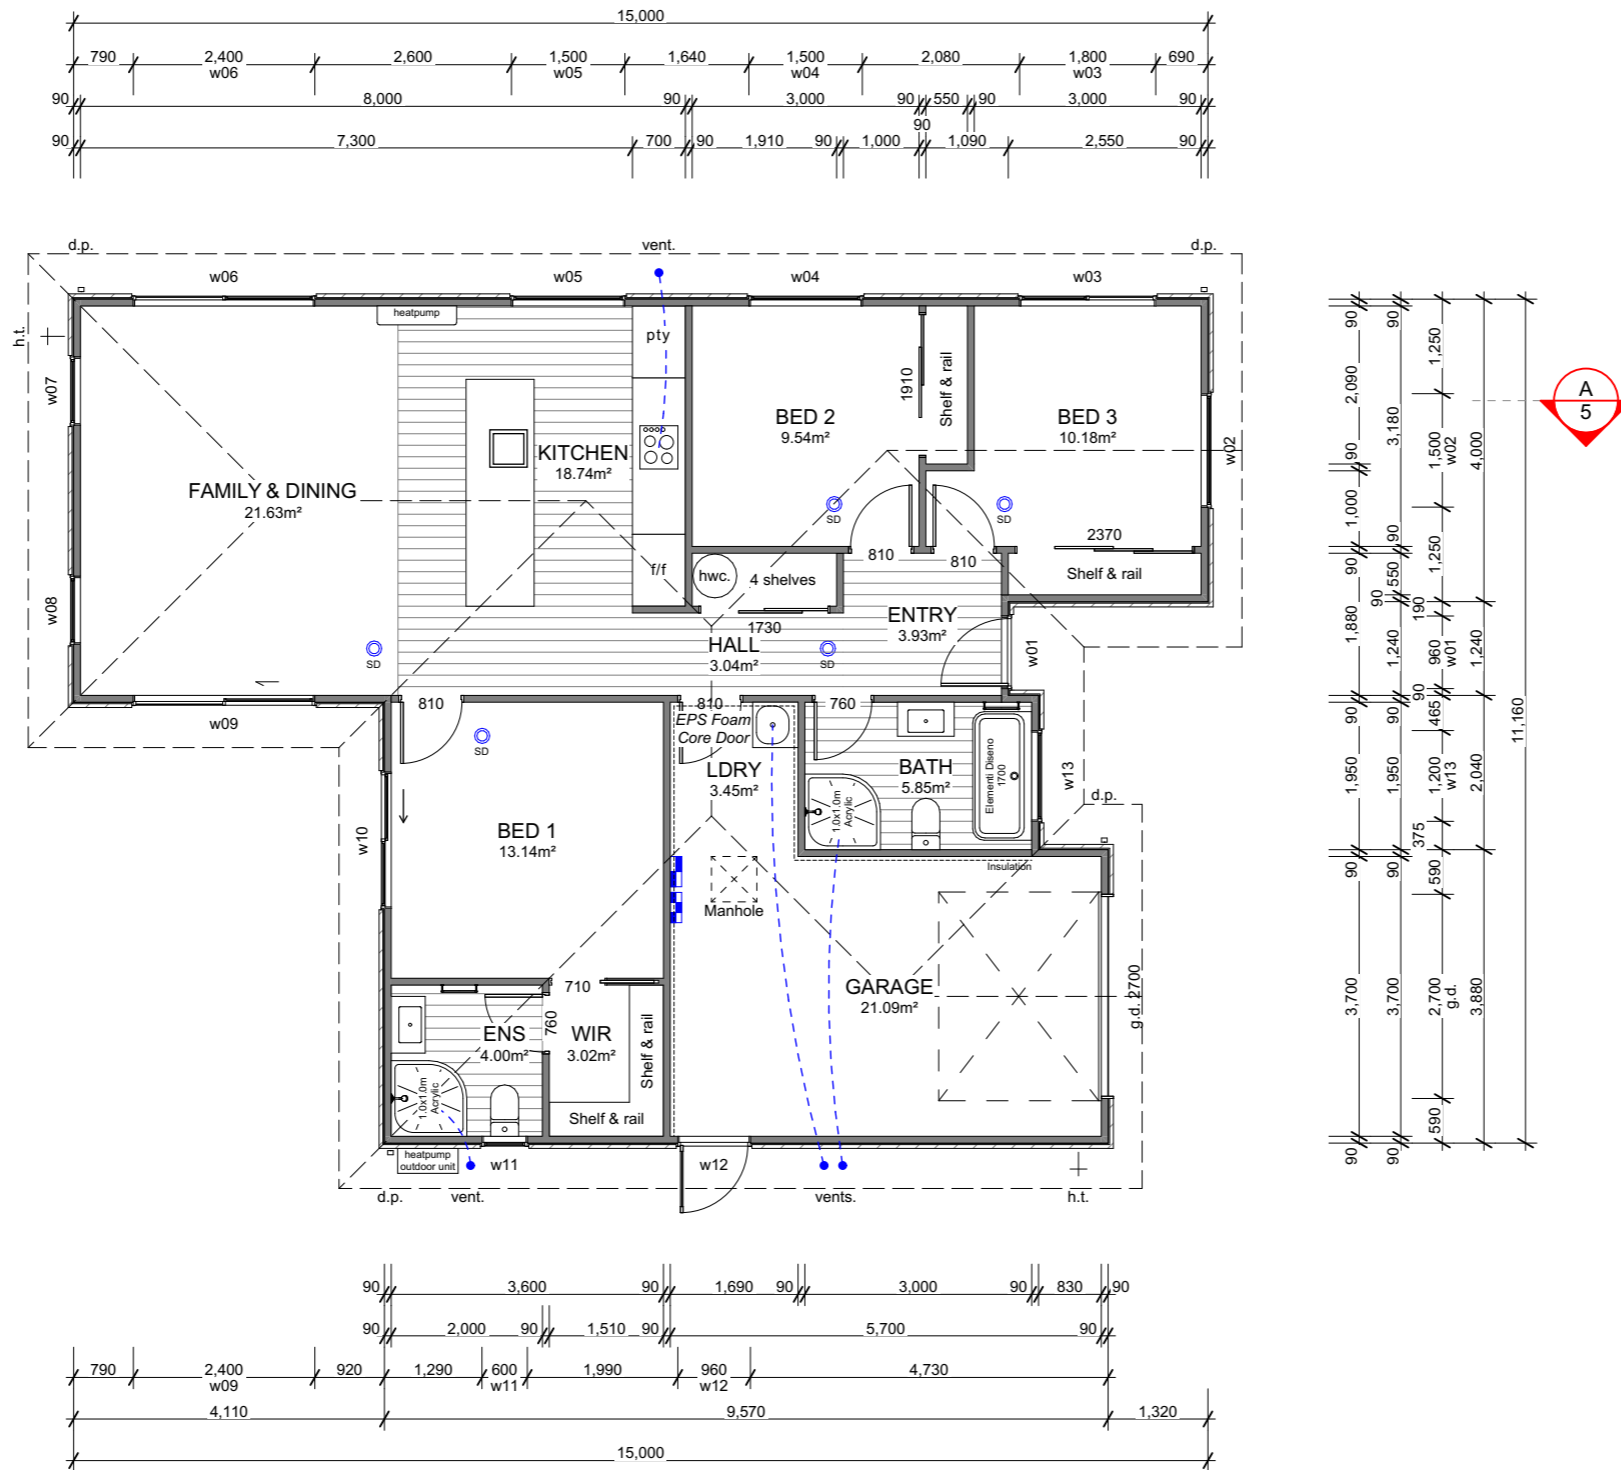 15,000
790 2,400 2,600 1,500 1,640 1,500 2,080 1,800 690
w06 w05 w04 w03
90 8,000 90 3,000 90 550 90 3,000 90
90
90 7,300 700 90 1,910 90 1,000 1,090 2,550 90
d.p. vent. d.p.
w06 w05 w04 w03
heatpump
h.t.
pty
w07
1910
Shelf & rail
BED 2
9.54m²
BED 3
10.18m²
w02
KITCHEN
18.74m²
FAMILY & DINING
21.63m²
SD
SD
810
810
2370
Shelf & rail
f/f
hwc.
4 shelves
w08
1730
ENTRY
3.93m²
HALL
3.04m²
SD
SD
w01
w09
810
810
760
EPS Foam
Core Door
SD
LDRY
3.45m²
BATH
5.85m²
Elementi Diseno
1700
w13
d.p.
1.0x1.0m
Acrylic
w10
BED 1
13.14m²
Insulation
Manhole
710
GARAGE
21.09m²
g.d. 2700
ENS
4.00m²
760
WIR
3.02m²
Shelf & rail
1.0x1.0m
Acrylic
Shelf & rail
heatpump
outdoor unit
w11
w12
d.p. vent. vents. h.t.
A
5
90 2,090 90 1,000 90 1,880 90 1,950 90 3,700 90
90 3,180 90 550 90 1,240 90 1,950 90 3,700 90
1,250 1,500 1,250 190 960 465 1,200 375 590 2,700 590
w02 w01 w13 g.d.
4,000 1,240 2,040 3,880
11,160
90 3,600 90 1,690 90 3,000 90 830 90
90 2,000 90 1,510 90 5,700 90
790 2,400 920 1,290 600 1,990 960 4,730
w09 w11 w12
4,110 9,570 1,320
15,000